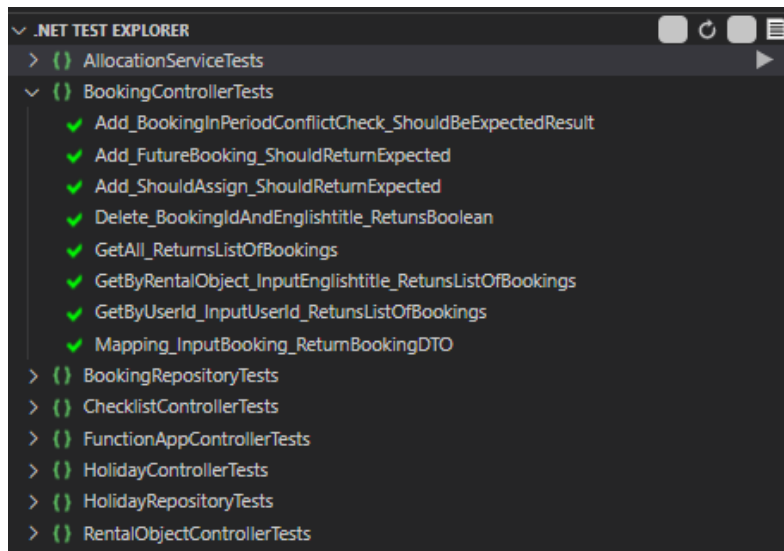 .NET TEST EXPLORER
{} AllocationServiceTests
{} BookingControllerTests
Add_BookingInPeriodConflictCheck_ShouldBeExpectedResult
Add_FutureBooking_ShouldReturnExpected
Add_ShouldAssign_ShouldReturnExpected
Delete_BookingIdAndEnglishtitle_RetunsBoolean
GetAll_ReturnsListOfBookings
GetByRentalObject_InputEnglishtitle_RetunsListOfBookings
GetByUserId_InputUserId_RetunsListOfBookings
Mapping_InputBooking_ReturnBookingDTO
{} BookingRepositoryTests
{} ChecklistControllerTests
{} FunctionAppControllerTests
{} HolidayControllerTests
{} HolidayRepositoryTests
{} RentalObjectControllerTests